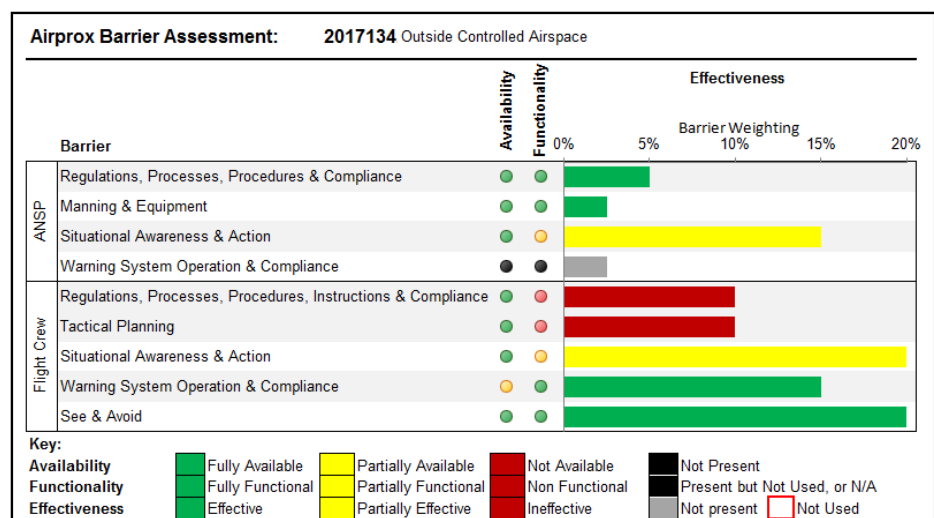 Airprox Barrier Assessment: 2017134 Outside Controlled Airspace
Availability
Functionality
Effectiveness
Barrier Weighting
Barrier
0% 5% 10% 15% 20%
ANSP
Regulations, Processes, Procedures & Compliance
Manning & Equipment
Situational Awareness & Action
Warning System Operation & Compliance
Flight Crew
Regulations, Processes, Procedures, Instructions & Compliance
Tactical Planning
Situational Awareness & Action
Warning System Operation & Compliance
See & Avoid
Key:
Availability Fully Available Partially Available Not Available Not Present
Functionality Fully Functional Partially Functional Non Functional Present but Not Used, or N/A
Effectiveness Effective Partially Effective Ineffective Not present Not Used